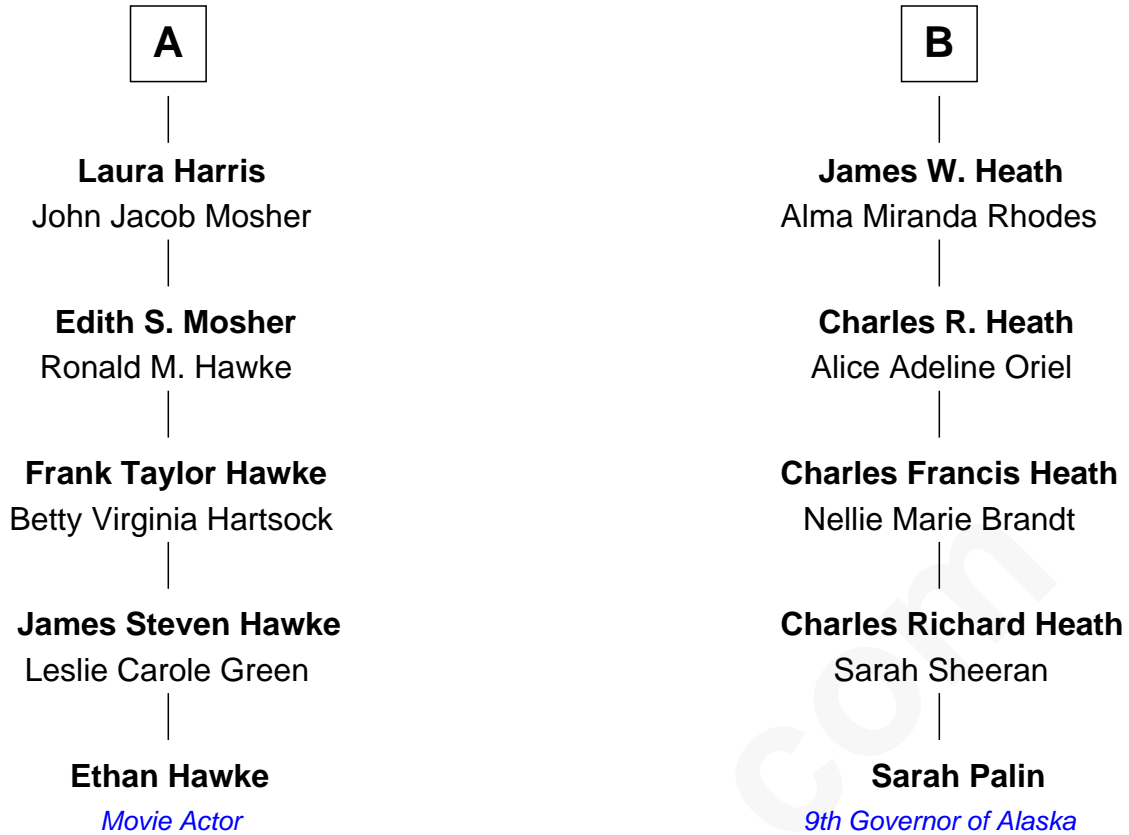 A
Laura Harris
John Jacob Mosher
Edith S. Mosher
Ronald M. Hawke
Frank Taylor Hawke
Betty Virginia Hartsock
James Steven Hawke
Leslie Carole Green
Ethan Hawke
Movie Actor
B
James W. Heath
Alma Miranda Rhodes
Charles R. Heath
Alice Adeline Oriel
Charles Francis Heath
Nellie Marie Brandt
Charles Richard Heath
Sarah Sheeran
Sarah Palin
9th Governor of Alaska
com